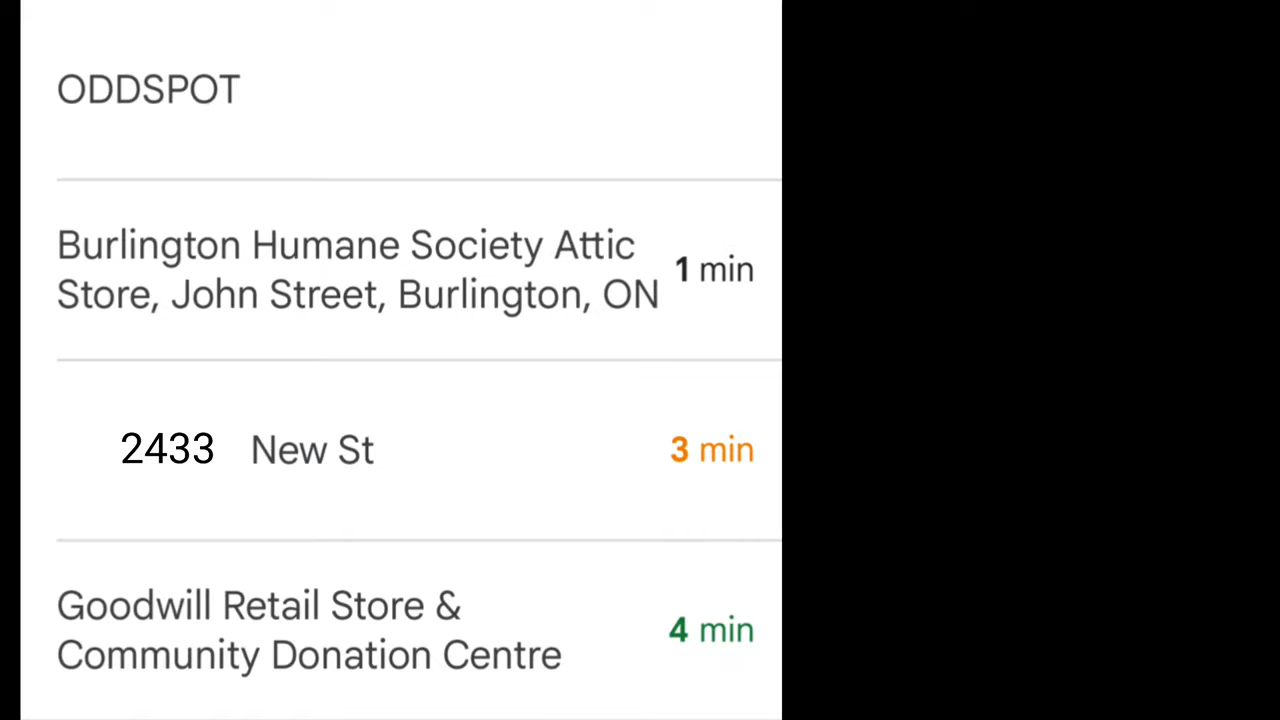 ODDSPOT
Burlington Humane Society Attic
Store, John Street, Burlington, ON
1 min
2433 New St
3 min
Goodwill Retail Store &
Community Donation Centre
4 min